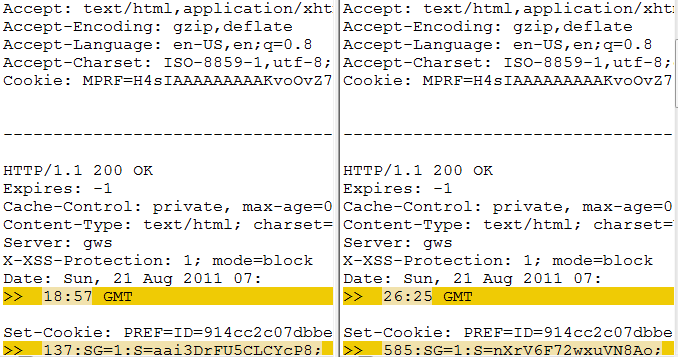 Accept: text/html,application/xht
Accept-Encoding: gzip,deflate
Accept-Language: en-US,en;q=0.8
Accept-Charset: ISO-8859-1,utf-8;
Cookie: MPRF=H4sIAAAAAAAAAKvoOvZ7
---------------------------------
HTTP/1.1 200 OK
Expires: -1
Cache-Control: private, max-age=0
Content-Type: text/html; charset=
Server: gws
X-XSS-Protection: 1; mode=block
Date: Sun, 21 Aug 2011 07:
>> 18:57 GMT
Set-Cookie: PREF=ID=914cc2c07dbbe
>> 137:SG=1:S=aai3DrFU5CLCYcP8;
Accept: text/html,application/xht
Accept-Encoding: gzip,deflate
Accept-Language: en-US,en;q=0.8
Accept-Charset: ISO-8859-1,utf-8;
Cookie: MPRF=H4sIAAAAAAAAAKvoOvZ7
---------------------------------
HTTP/1.1 200 OK
Expires: -1
Cache-Control: private, max-age=0
Content-Type: text/html; charset=
Server: gws
X-XSS-Protection: 1; mode=block
Date: Sun, 21 Aug 2011 07:
>> 26:25 GMT
Set-Cookie: PREF=ID=914cc2c07dbbe
>> 585:SG=1:S=nXrV6F72wxuVN8Ao;